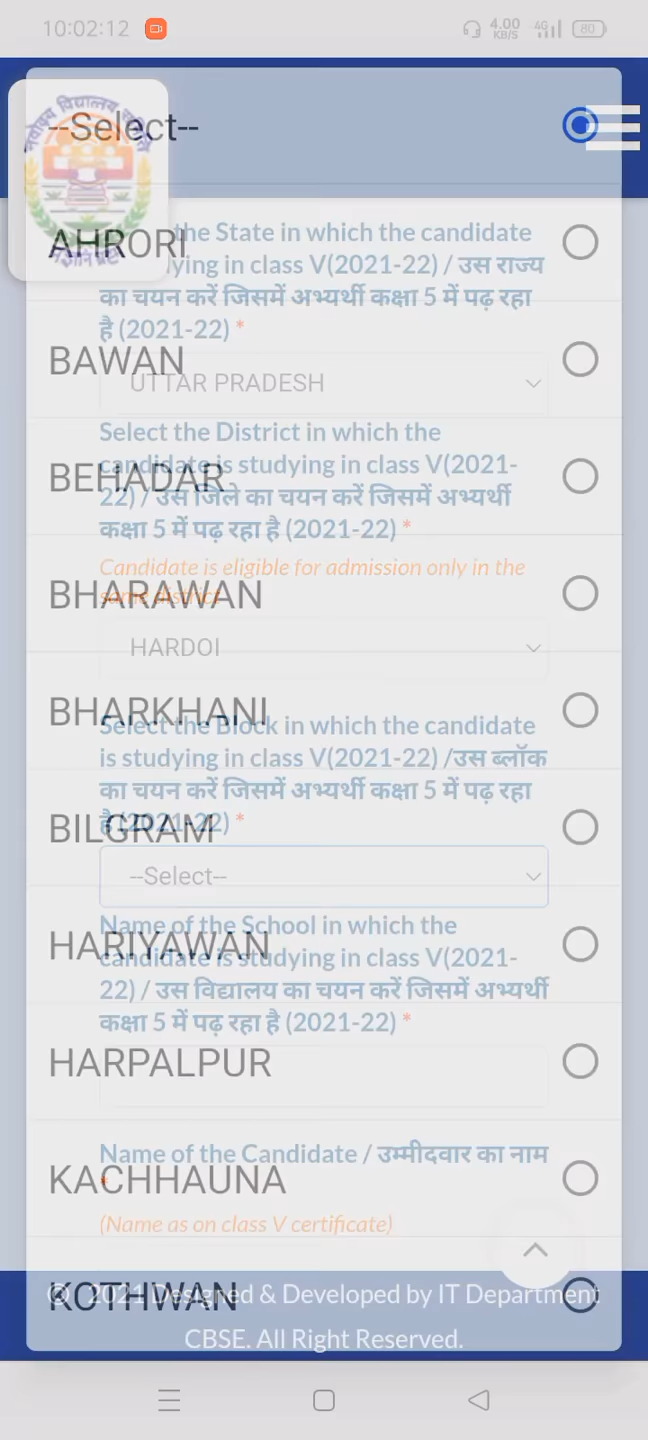 10:02:12
4.00
KB/S
4G
80
--Select--
नवोदय विद्यालय समिति
the State in which the candidate
AHRORI
lying in class V(2021-22) / उस राज्य
का चयन करें जिसमें अभ्यर्थी कक्षा 5 में पढ़ रहा
है (2021-22) *
BAWAN
UTTAR PRADESH
Select the District in which the
candidate is studying in class V(2021-
BEHADAR
22) / उस जिले का चयन करें जिसमें अभ्यर्थी
कक्षा 5 में पढ़ रहा है (2021-22) *
Candidate is eligible for admission only in the
same district
BHARAWAN
HARDOI
BHARKHANI
Select the Block in which the candidate
is studying in class V(2021-22) /उस ब्लॉक
का चयन करें जिसमें अभ्यर्थी कक्षा 5 में पढ़ रहा
है (2021-22) *
BILGRAM
--Select--
Name of the School in which the
HARIYAWAN
candidate is studying in class V(2021-
22) / उस विद्यालय का चयन करें जिसमें अभ्यर्थी
कक्षा 5 में पढ़ रहा है (2021-22) *
HARPALPUR
Name of the Candidate / उम्मीदवार का नाम
*
KACHHAUNA
(Name as on class V certificate)
KOTHWAN
© 2021 Designed & Developed by IT Department
CBSE. All Right Reserved.